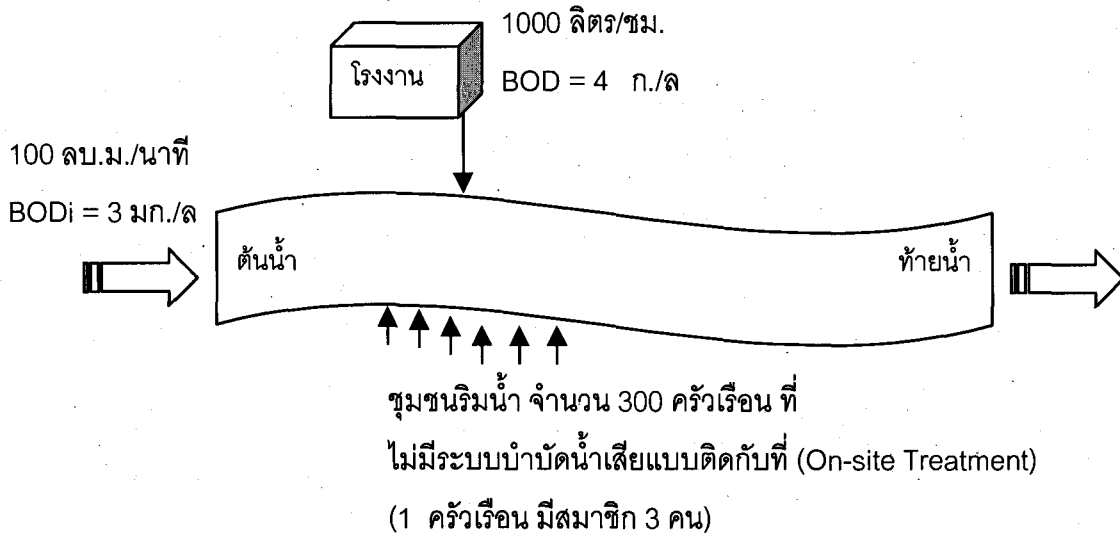 1000 ลิตร/ชม.
โรงงาน
BOD = 4 ก./ล
100 ลบ.ม./นาที
BODi = 3 มก./ล
ต้นน้ำ
ท้ายน้ำ
ชุมชนริมน้ำ จำนวน 300 ครัวเรือน ที่
ไม่มีระบบบำบัดน้ำเสียแบบติดกับที่ (On-site Treatment)
(1 ครัวเรือน มีสมาชิก 3 คน)